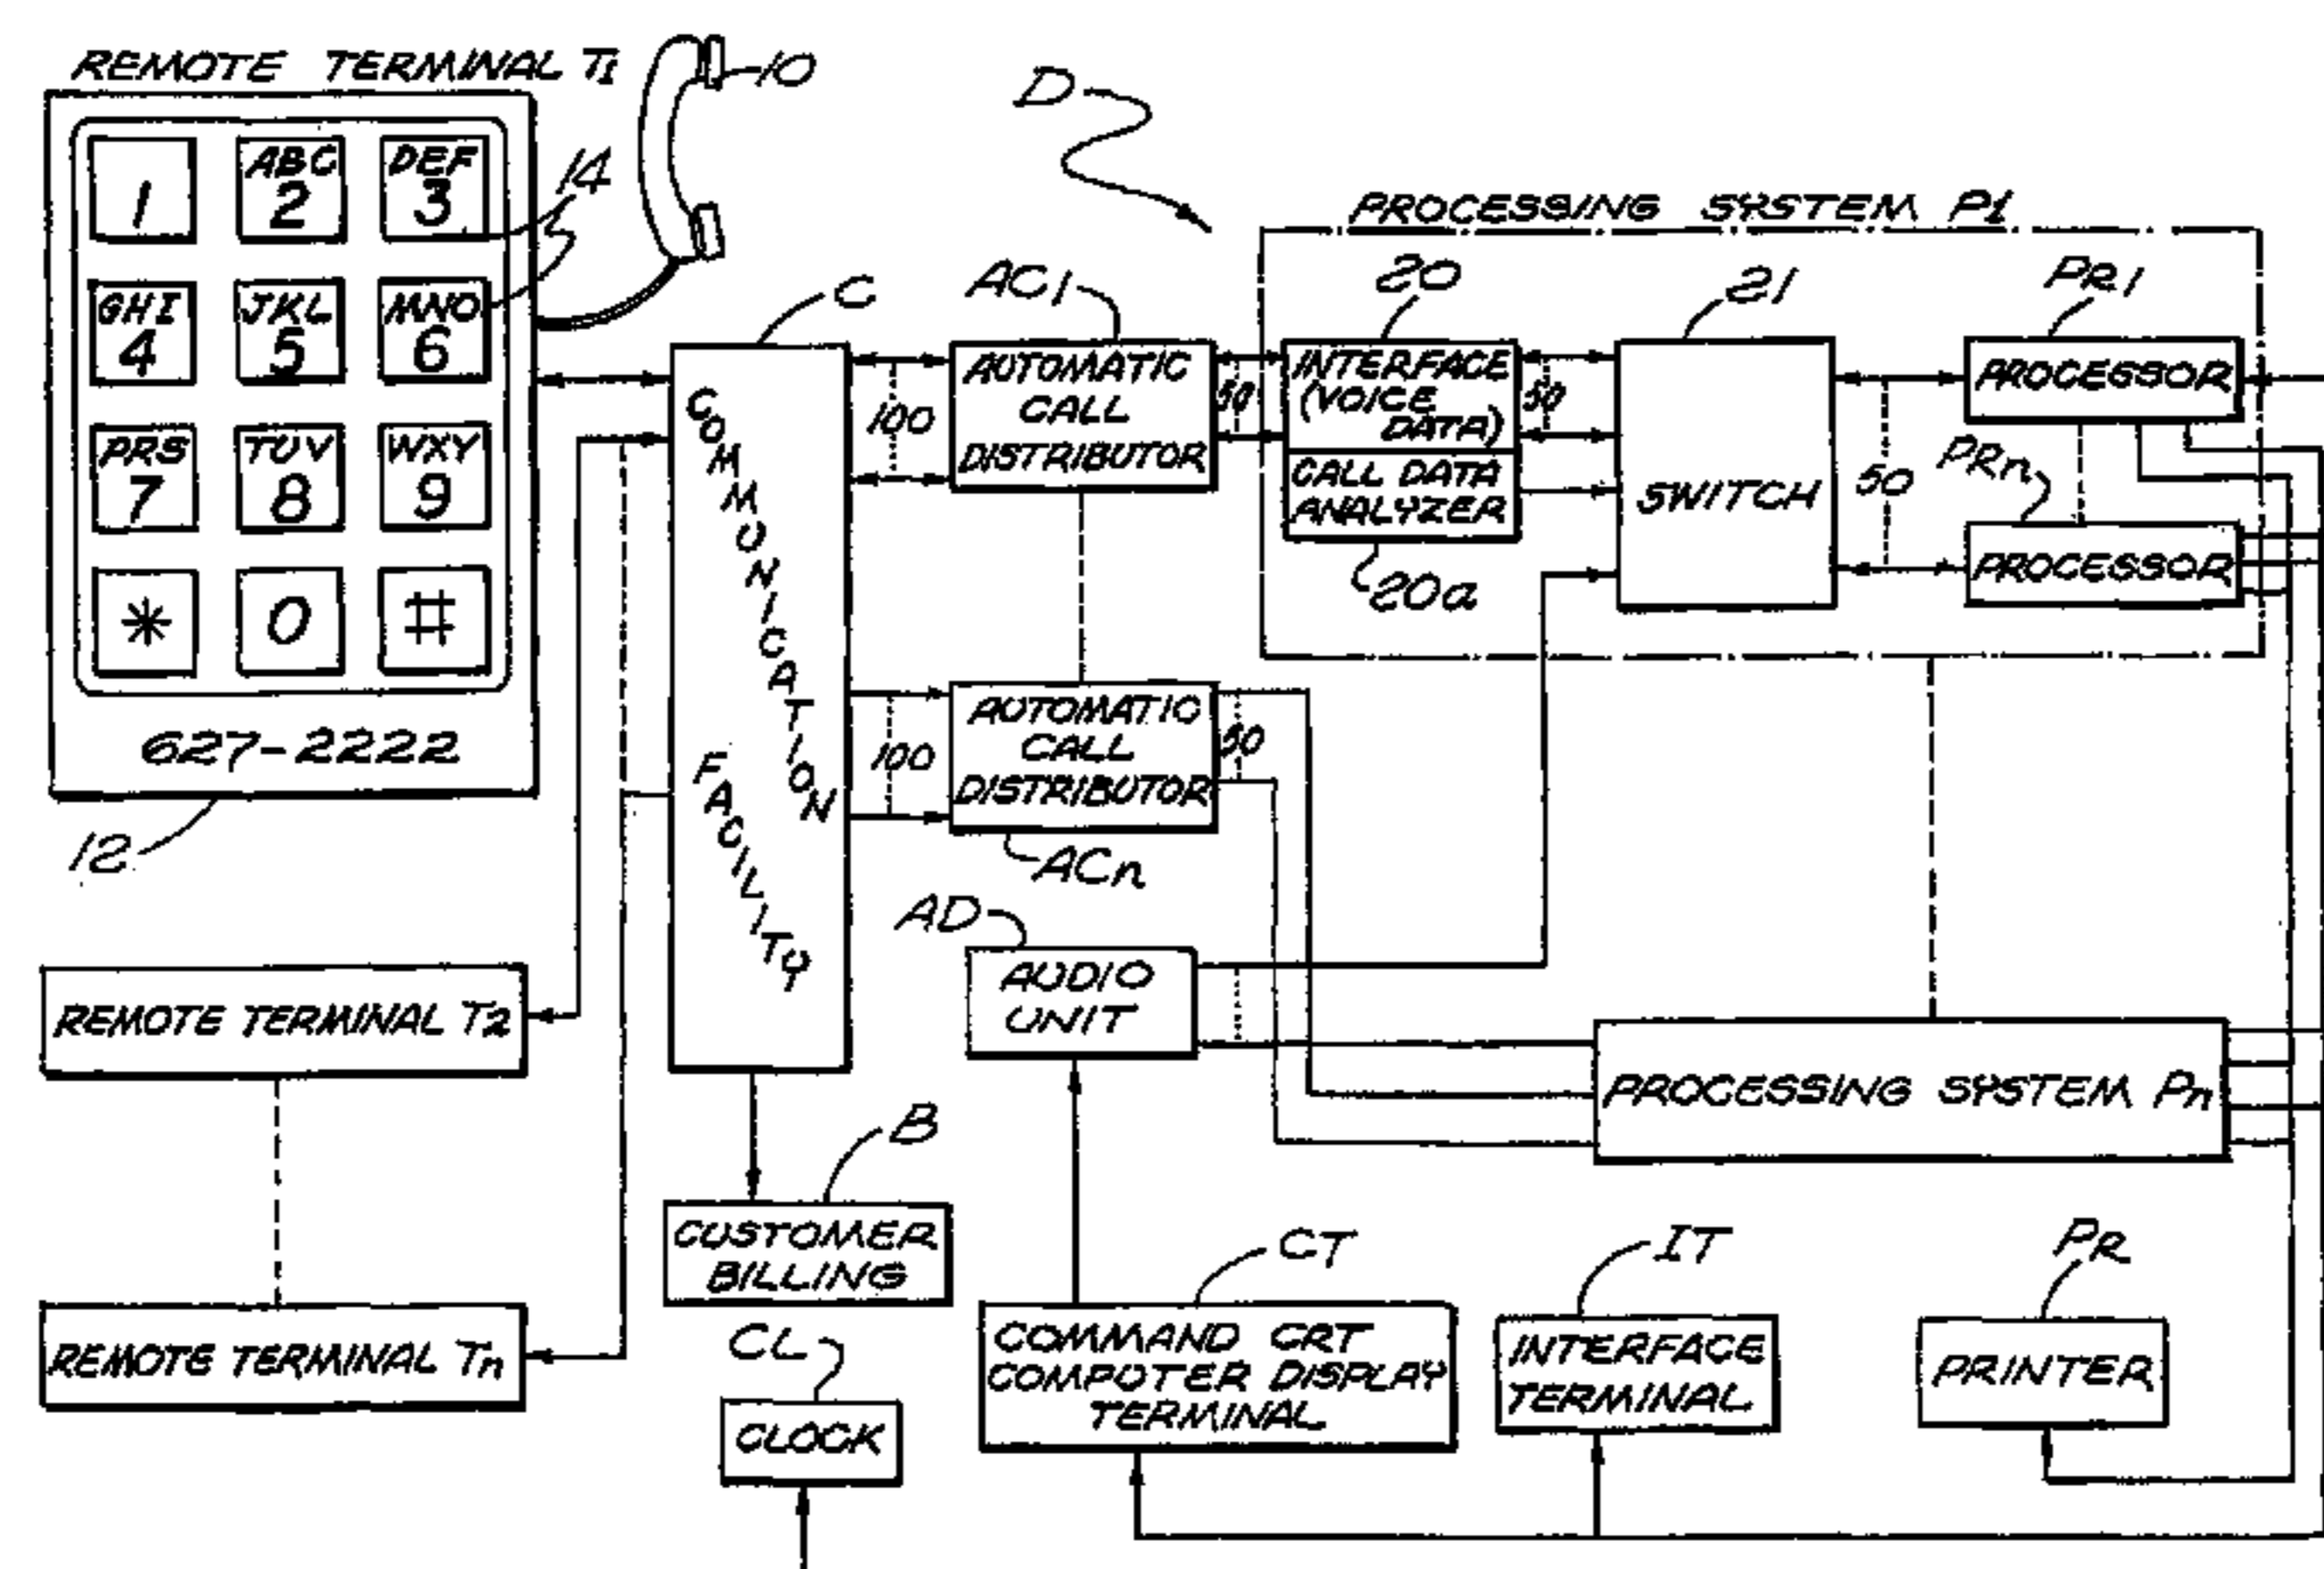 REMOTE TERMINAL T1
10
1
ABC
2
DEF
3
14
GHI
4
JKL
5
MNO
6
PRS
7
TUV
8
WXY
9
*
0
#
627-2222
12
REMOTE TERMINAL T2
REMOTE TERMINAL Tn
C
COMMUNICATION
FACILITY
100
100
B
CUSTOMER
BILLING
CL
CLOCK
D
AC1
AUTOMATIC
CALL
DISTRIBUTOR
50
AUTOMATIC
CALL
DISTRIBUTOR
50
ACn
AD
AUDIO
UNIT
PROCESSING SYSTEM P1
20
INTERFACE
(VOICE
DATA)
CALL DATA
ANALYZER
20a
50
21
SWITCH
50
PR1
PROCESSOR
PRn
PROCESSOR
PROCESSING SYSTEM Pn
CT
COMMAND CRT
COMPUTER DISPLAY
TERMINAL
IT
INTERFACE
TERMINAL
PR
PRINTER